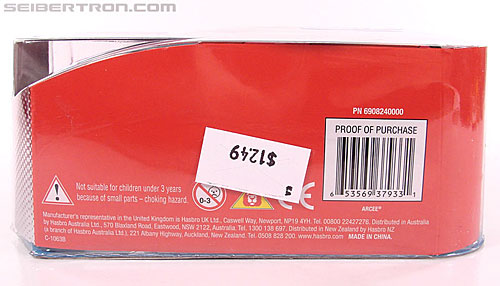 SEIBERTRON.COM
PN 6908240000
PROOF OF PURCHASE
6 53569 37933 1
ARCEE
$12.49
0-3
CE
Not suitable for children under 3 years
because of small parts – choking hazard.
Manufacturer's representative in the United Kingdom is Hasbro UK Ltd., Caswell Way, Newport, NP19 4YH. Tel. 00800 22427276. Distributed in Australia
by Hasbro Australia Ltd., 570 Blaxland Road, Eastwood, NSW 2122, Australia. Tel. 1300 138 697. Distributed in New Zealand by Hasbro NZ
(a branch of Hasbro Australia Ltd.), 221 Albany Highway, Auckland, New Zealand. Tel. 0508 828 200. www.hasbro.com MADE IN CHINA.
C-1063B